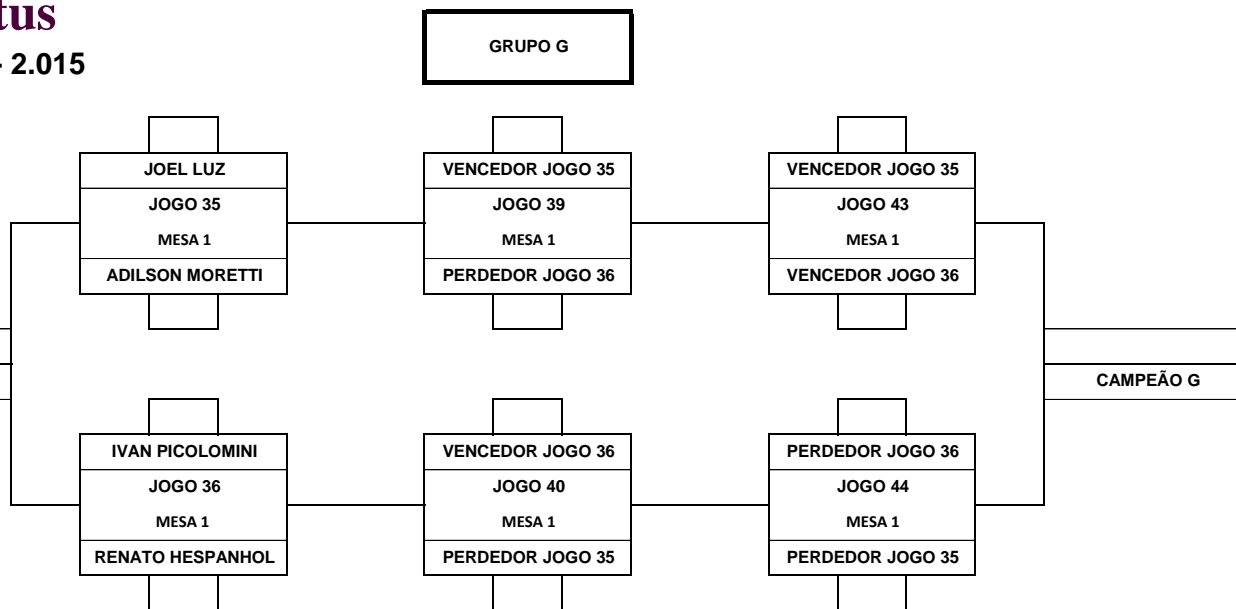 GRUPO G
2.015
JOEL LUZ
JOGO 35
MESA 1
ADILSON MORETTI
VENCEDOR JOGO 35
JOGO 39
MESA 1
PERDEDOR JOGO 36
VENCEDOR JOGO 35
JOGO 43
MESA 1
VENCEDOR JOGO 36
CAMPEÃO G
IVAN PICOLOMINI
JOGO 36
MESA 1
RENATO HESPANHOL
VENCEDOR JOGO 36
JOGO 40
MESA 1
PERDEDOR JOGO 35
PERDEDOR JOGO 36
JOGO 44
MESA 1
PERDEDOR JOGO 35